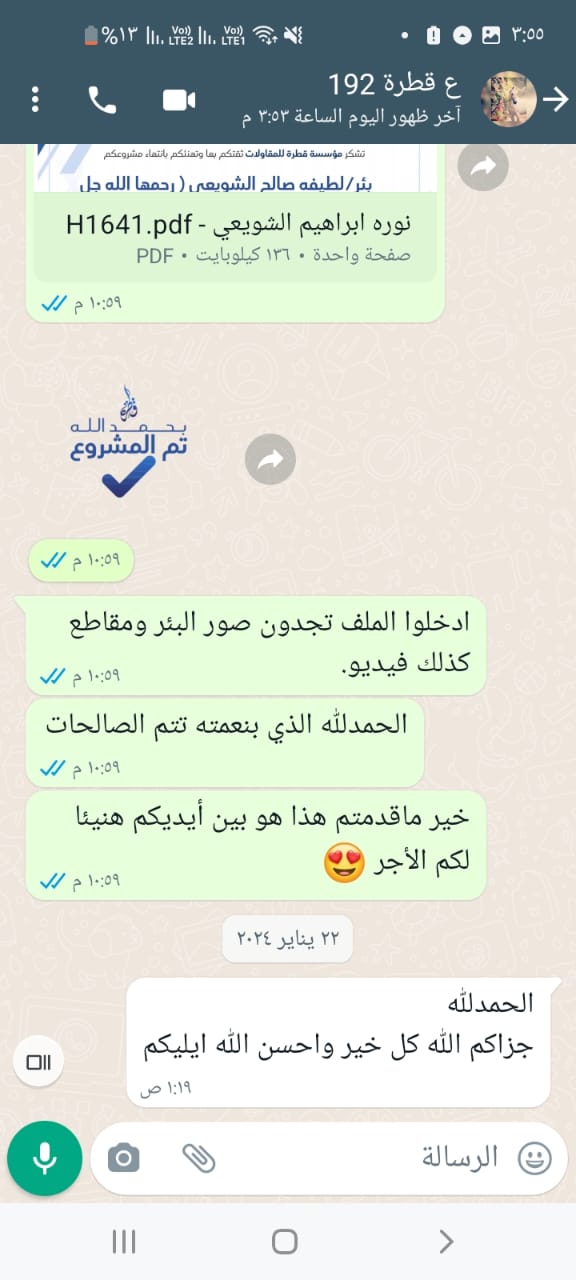 ٣:٥٥
%١٣
Vo)) LTE2
Vo)) LTE1
ع قطرة 192
آخر ظهور اليوم الساعة ٣:٥٣ م
تشكر مؤسسة قطرة للمقاولات ثقتكم بها وتهنئكم بانتهاء مشروعكم
بئر/لطيفه صالح الشويعي ( رحمها الله جل
نوره ابراهيم الشويعي - H1641.pdf
صفحة واحدة • ١٣٦ كيلوبايت • PDF
١٠:٥٩ م
قطرة
بحمد الله
تم المشروع
١٠:٥٩ م
ادخلوا الملف تجدون صور البئر ومقاطع
كذلك فيديو.
١٠:٥٩ م
الحمدلله الذي بنعمته تتم الصالحات
١٠:٥٩ م
خير ماقدمتم هذا هو بين أيديكم هنيئا
لكم الأجر 😍
١٠:٥٩ م
٢٢ يناير ٢٠٢٤
الحمدلله
جزاكم الله كل خير واحسن الله ايليكم
١:١٩ ص
الرسالة